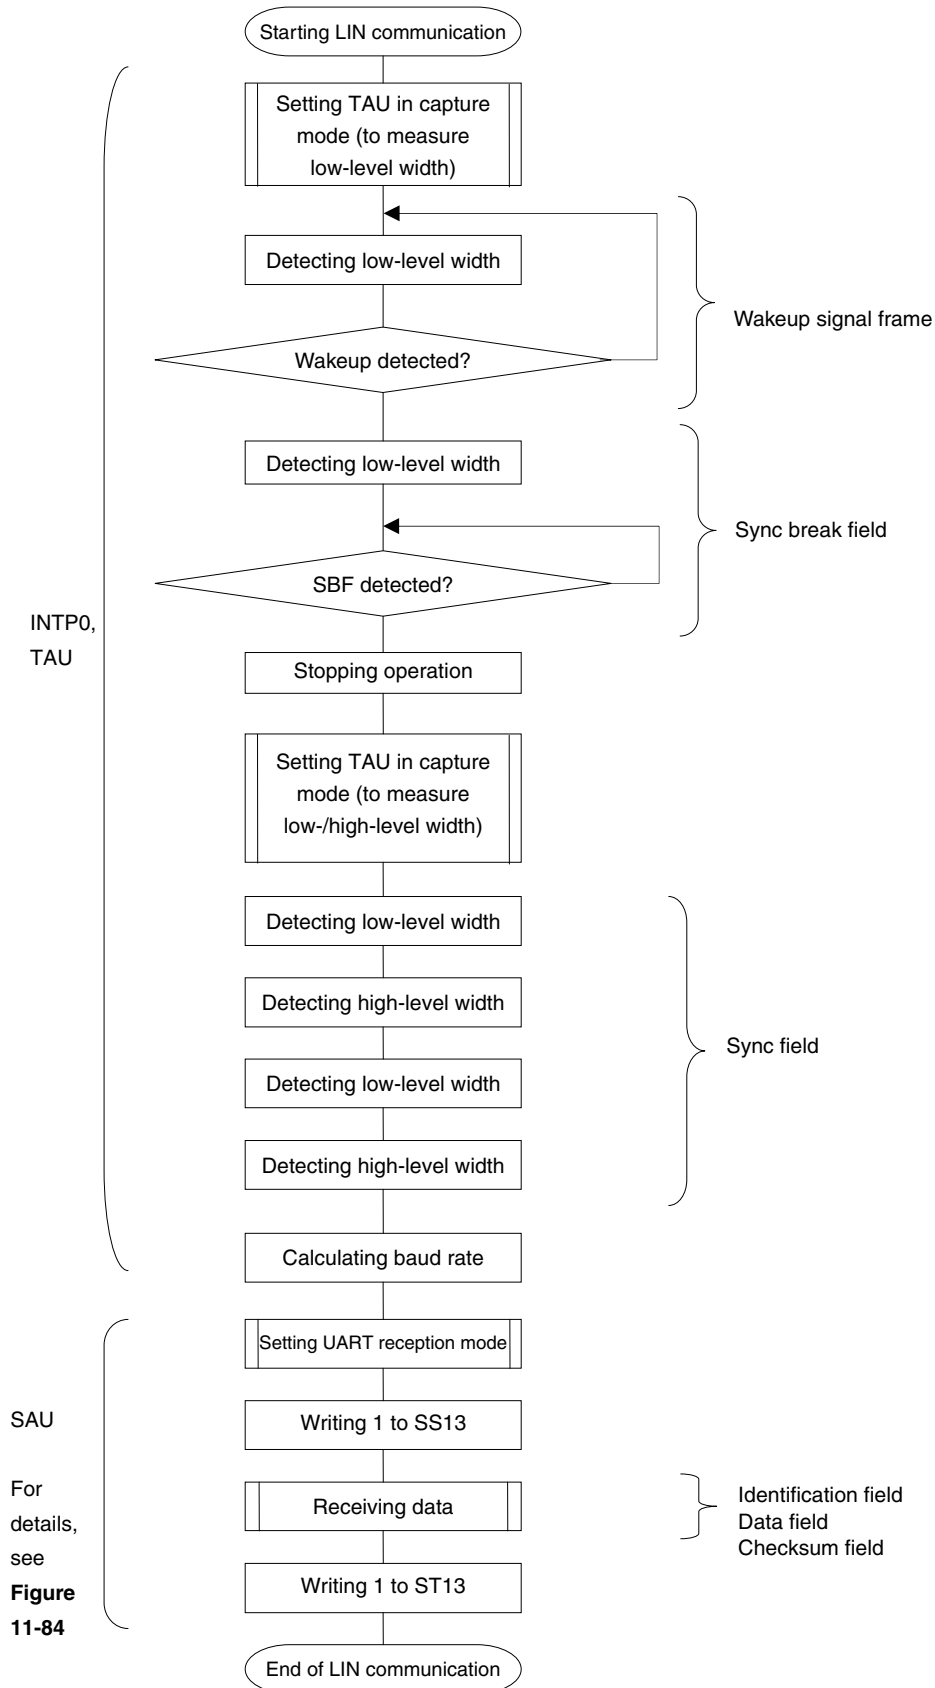 Starting LIN communication
Setting TAU in capture
mode (to measure
low-level width)
Detecting low-level width
Wakeup signal frame
Wakeup detected?
Detecting low-level width
Sync break field
SBF detected?
INTP0,
TAU
Stopping operation
Setting TAU in capture
mode (to measure
low-/high-level width)
Detecting low-level width
Detecting high-level width
Sync field
Detecting low-level width
Detecting high-level width
Calculating baud rate
Setting UART reception mode
SAU
Writing 1 to SS13
For
details,
see
Figure
11-84
Receiving data
Identification field
Data field
Checksum field
Writing 1 to ST13
End of LIN communication